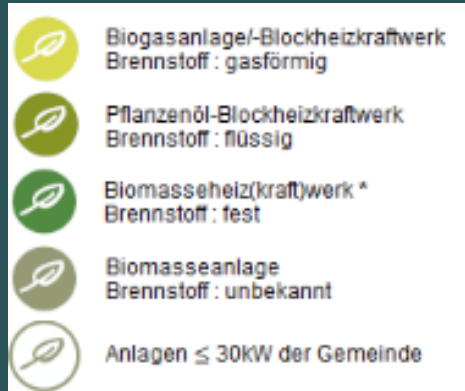 Biogasanlage/-Blockheizkraftwerk
Brennstoff : gasförmig
Pflanzenöl-Blockheizkraftwerk
Brennstoff : flüssig
Biomasseheiz(kraft)werk *
Brennstoff : fest
Biomasseanlage
Brennstoff : unbekannt
Anlagen ≤ 30kW der Gemeinde